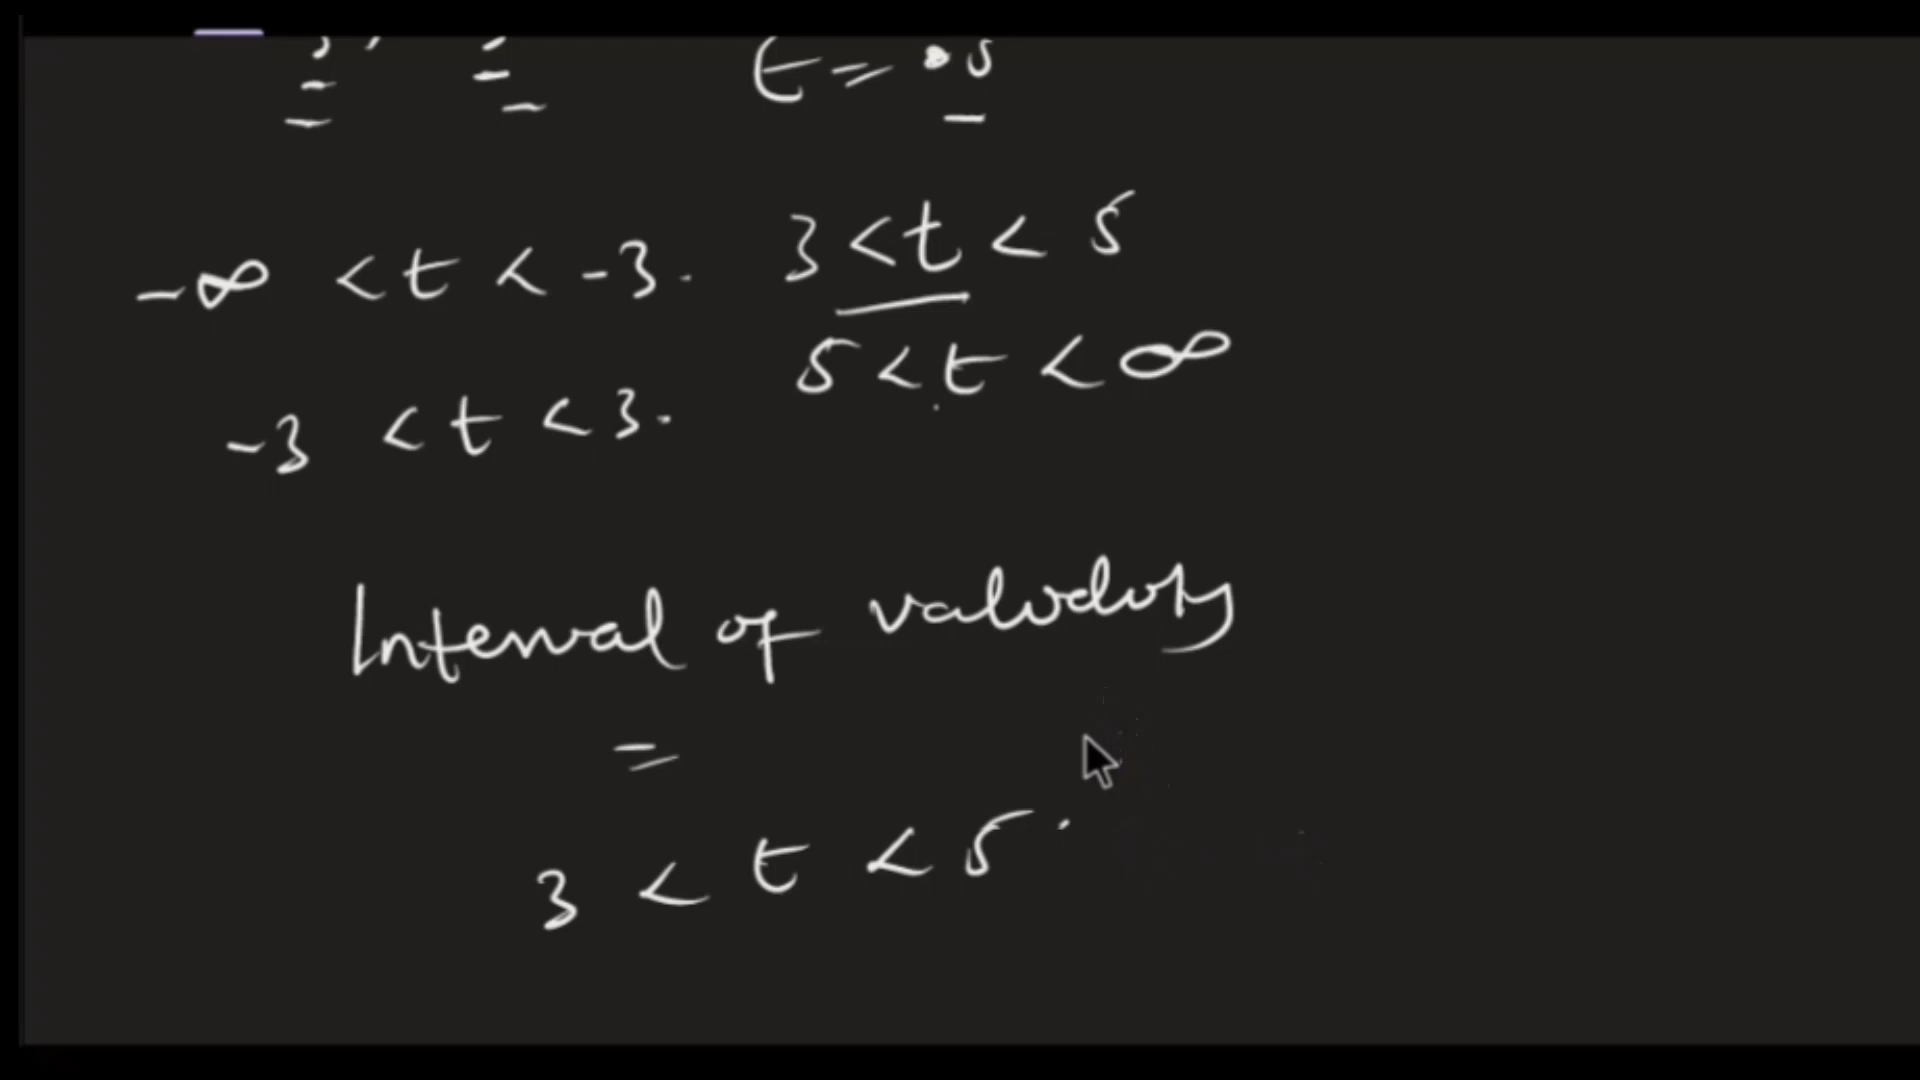 t = 5
-∞ < t < -3. 3 < t < 5
5 < t < ∞
-3 < t < 3.
Interval of validity
=
3 < t < 5.